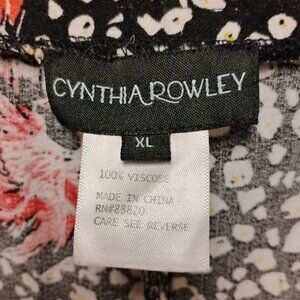 CYNTHIA ROWLEY
XL
100% VISCOSE
MADE IN CHINA
RN#88820
CARE SEE REVERSE